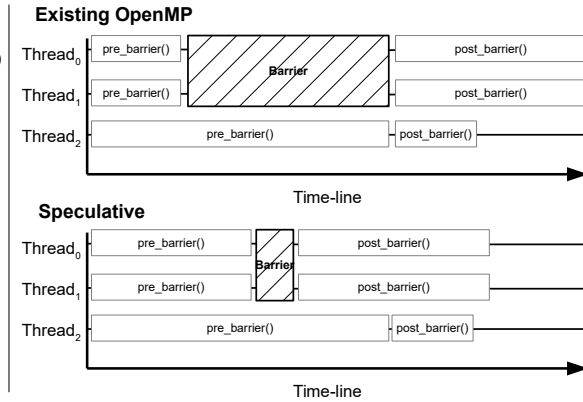 Existing OpenMP
)
Thread₀ pre_barrier() post_barrier()
Barrier
Thread₁ pre_barrier() post_barrier()
Thread₂ pre_barrier() post_barrier()
Time-line
Speculative
Thread₀ pre_barrier() post_barrier()
Barrier
Thread₁ pre_barrier() post_barrier()
Thread₂ pre_barrier() post_barrier()
Time-line